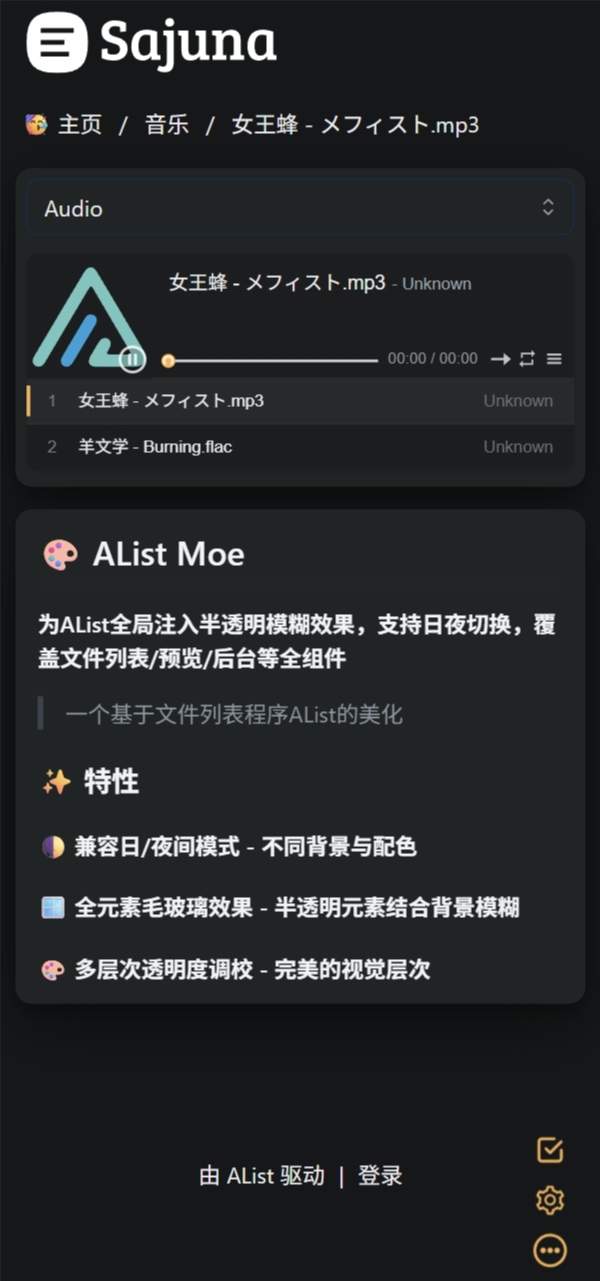 Sajuna
主页 / 音乐 / 女王蜂 - メフィスト.mp3
Audio
女王蜂 - メフィスト.mp3 - Unknown
00:00 / 00:00
1 女王蜂 - メフィスト.mp3 Unknown
2 羊文学 - Burning.flac Unknown
AList Moe
为AList全局注入半透明模糊效果，支持日夜切换，覆
盖文件列表/预览/后台等全组件
一个基于文件列表程序AList的美化
特性
兼容日/夜间模式 - 不同背景与配色
全元素毛玻璃效果 - 半透明元素结合背景模糊
多层次透明度调校 - 完美的视觉层次
由 AList 驱动 | 登录